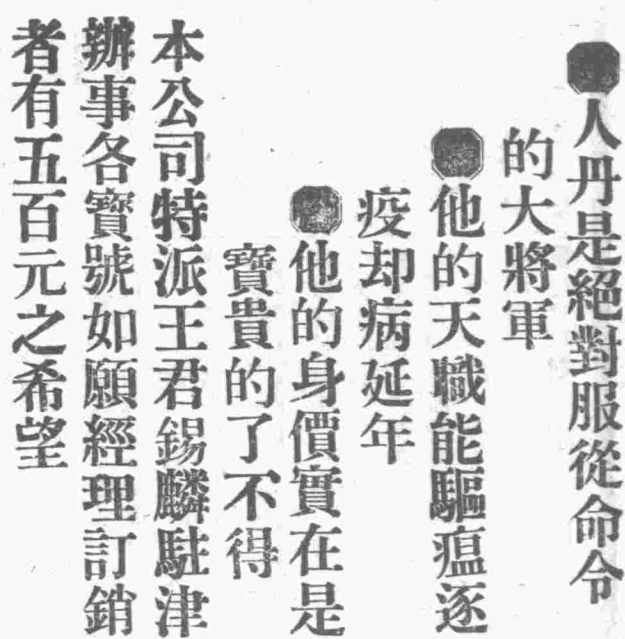 人丹是絕對服從命令
的大將軍
他的天職能驅瘟逐
疫却病延年
他的身價實在是
寶貴的了不得
本公司特派王君錫麟駐津
辦事各寶號如願經理訂銷
者有五百元之希望